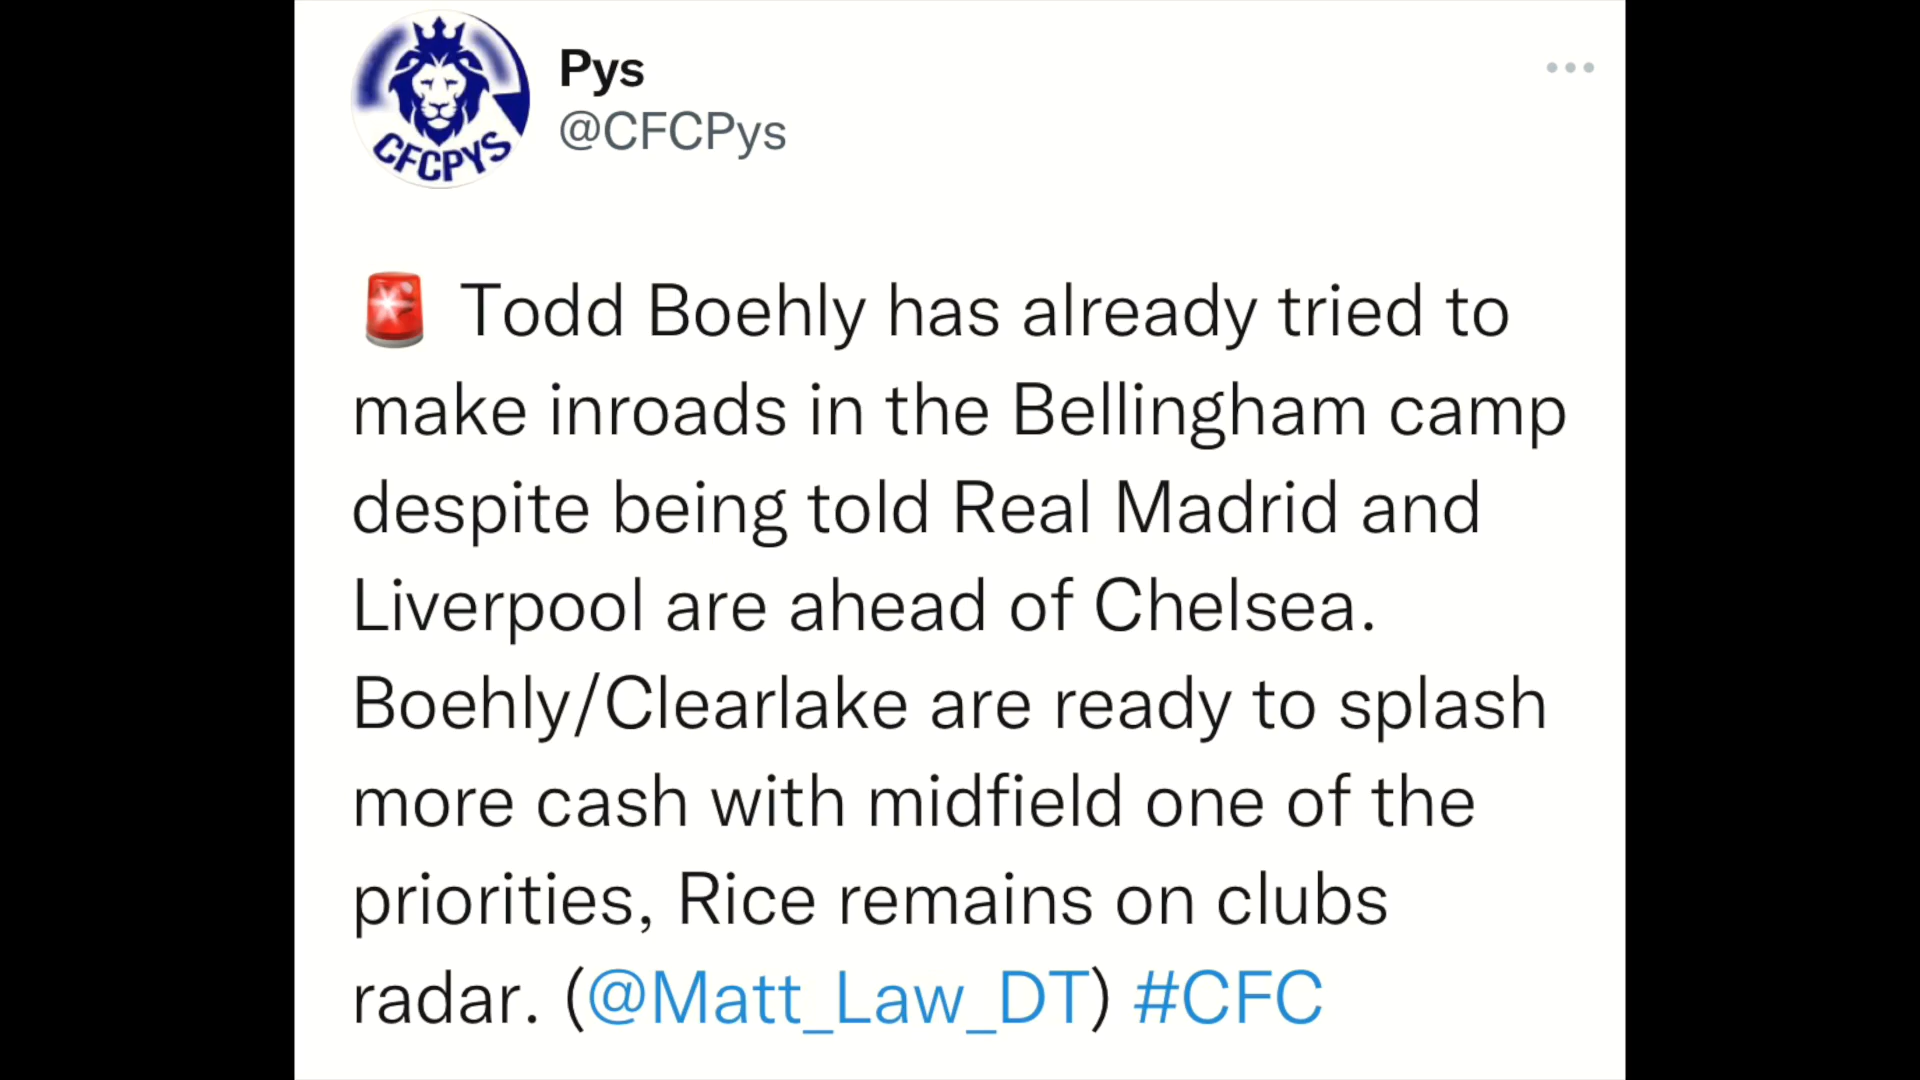 CFCPYS
Pys
@CFCPys
🚨 Todd Boehly has already tried to
make inroads in the Bellingham camp
despite being told Real Madrid and
Liverpool are ahead of Chelsea.
Boehly/Clearlake are ready to splash
more cash with midfield one of the
priorities, Rice remains on clubs
radar. (@Matt_Law_DT) #CFC